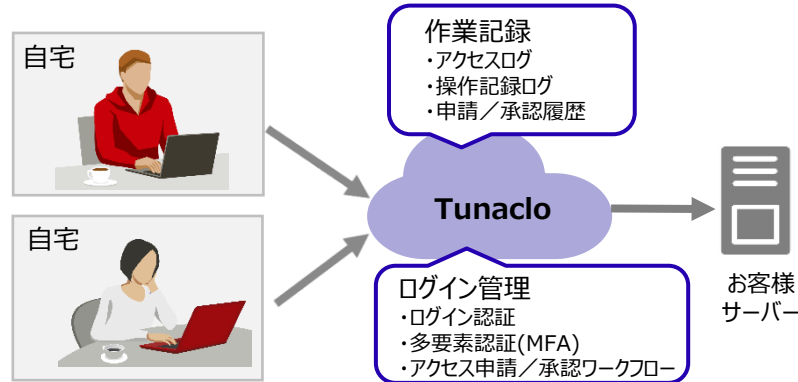 自宅
作業記録
・アクセスログ
・操作記録ログ
・申請／承認履歴
Tunaclo
自宅
ログイン管理
・ログイン認証
・多要素認証(MFA)
・アクセス申請／承認ワークフロー
お客様
サーバー